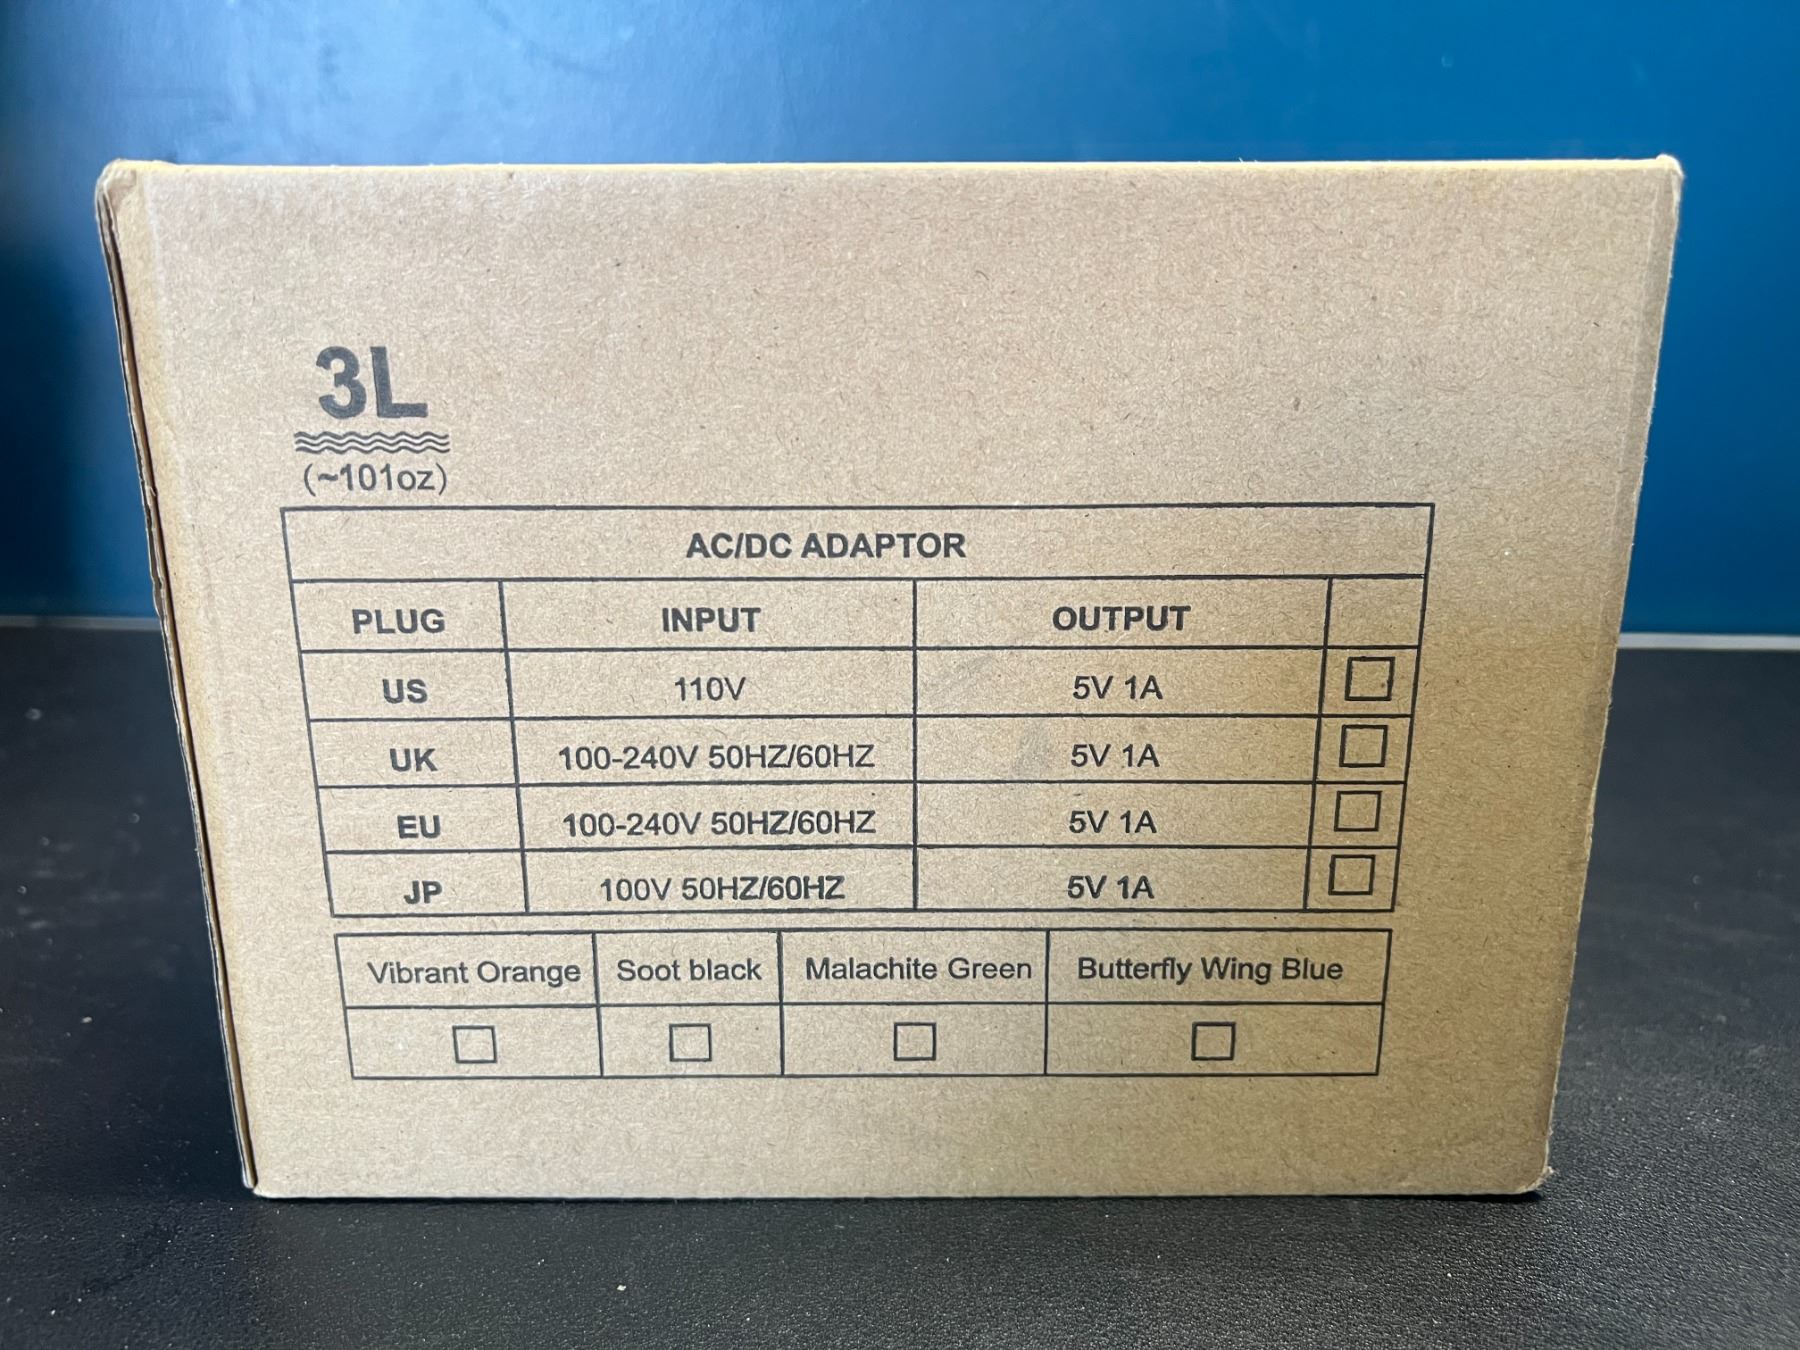 3L
(~101oz)
AC/DC ADAPTOR
PLUG INPUT OUTPUT
US 110V 5V 1A
UK 100-240V 50HZ/60HZ 5V 1A
EU 100-240V 50HZ/60HZ 5V 1A
JP 100V 50HZ/60HZ 5V 1A
Vibrant Orange Soot black Malachite Green Butterfly Wing Blue